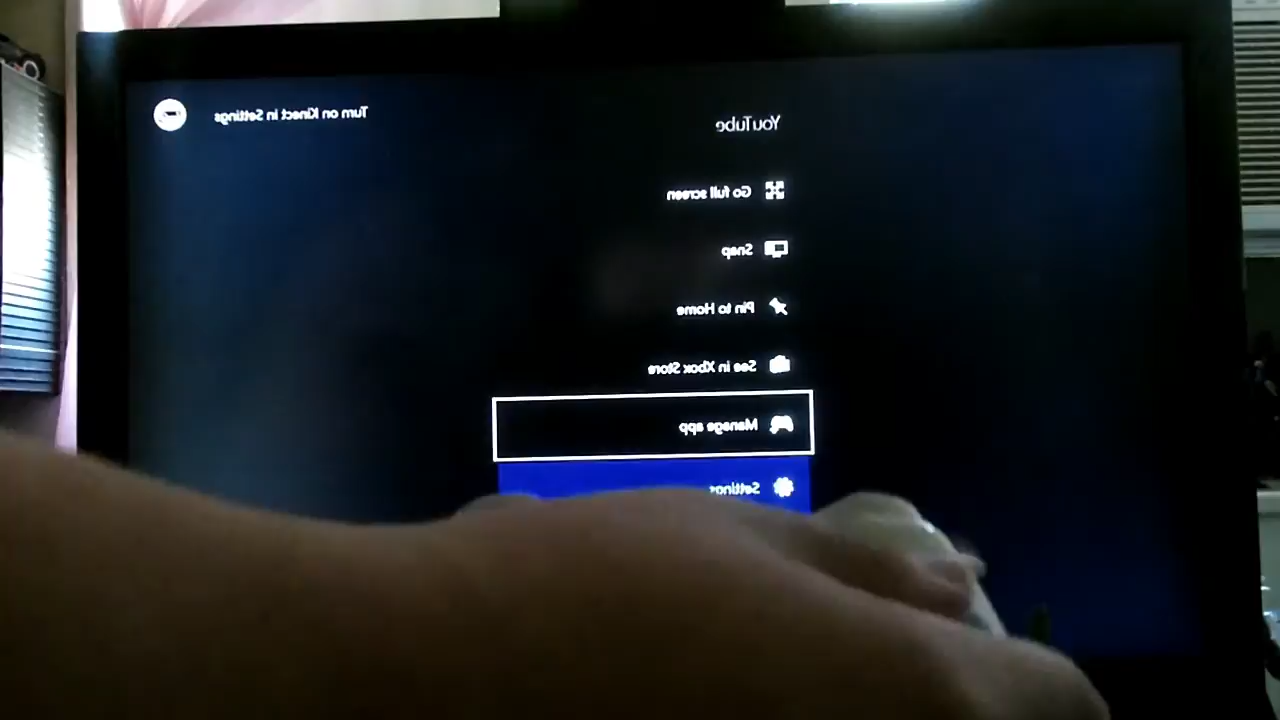 Turn on Kinect in Settings
YouTube
Go full screen
Snap
Pin to Home
See in Xbox Store
Manage app
Settings